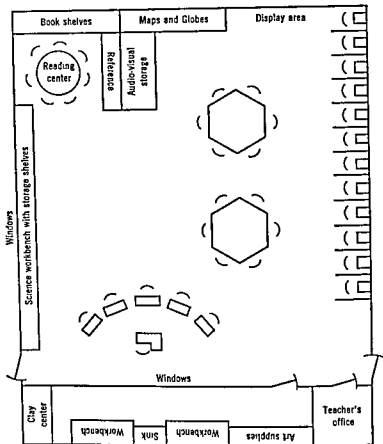 Book shelves
Maps and Globes
Display area
Reading
center
Reference
Audio-visual
storage
Windows
Science workbench with storage shelves
Windows
Clay
center
Workbench
Sink
Workbench
Art supplies
Teacher's
office